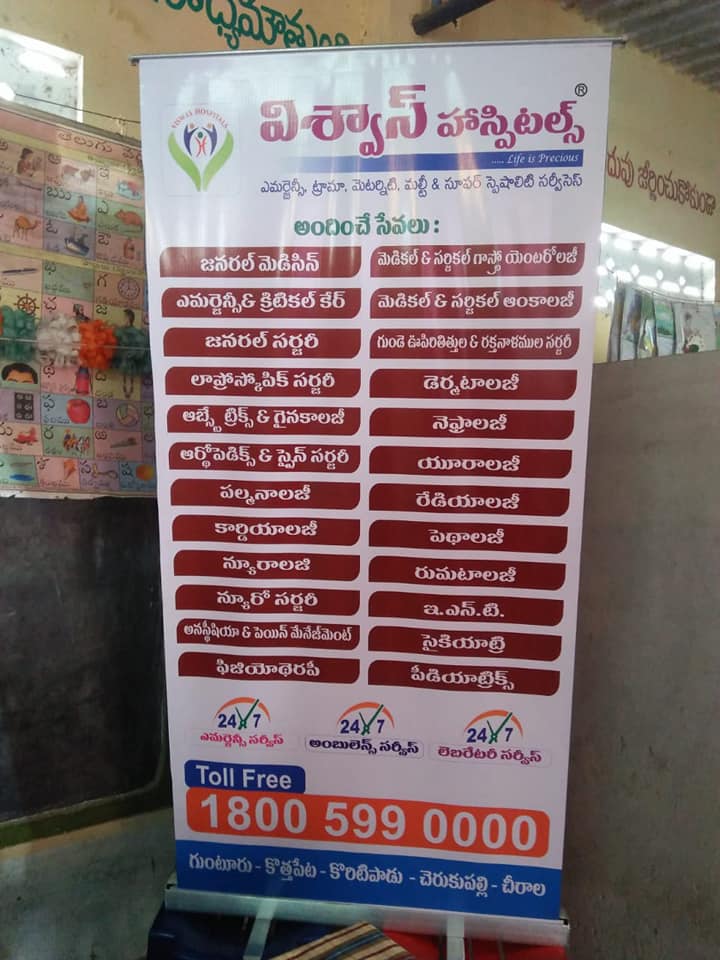 VISWAS HOSPITALS
విశ్వాస్ హాస్పిటల్స్ ®
..... Life is Precious
ఎమర్జెన్సీ, ట్రామా, మెటర్నిటి, మల్టీ & సూపర్ స్పెషాలిటి సర్వీసెస్
అందించే సేవలు :
జనరల్ మెడిసిన్
ఎమర్జెన్సీ& క్రిటికల్ కేర్
జనరల్ సర్జరీ
లాప్రోస్కోపిక్ సర్జరీ
ఆబ్స్టేట్రిక్స్ & గైనకాలజీ
ఆర్థోపెడిక్స్ & స్పైన్ సర్జరీ
పల్మనాలజీ
కార్డియాలజీ
న్యూరాలజి
న్యూరో సర్జరీ
అనస్థీషియా & పెయిన్ మేనేజ్‌మెంట్
ఫిజియోథెరపీ
మెడికల్ & సర్జికల్ గాస్ట్రో యెంటరోలజీ
మెడికల్ & సర్జికల్ ఆంకాలజీ
గుండె ఊపిరితిత్తుల & రక్తనాళముల సర్జరీ
డెర్మటాలజీ
నెఫ్రాలజీ
యూరాలజీ
రేడియాలజీ
పెథాలజీ
రుమటాలజీ
ఇ.ఎన్.టి.
సైకియాట్రి
పీడియాట్రిక్స్
24x7
ఎమర్జెన్సి సర్వీస్
24x7
అంబులెన్స్ సర్వీస్
24x7
లెబరేటరీ సర్వీస్
Toll Free
1800 599 0000
గుంటూరు - కొత్తపేట - కొరిటిపాడు - చెరుకుపల్లి - చీరాల